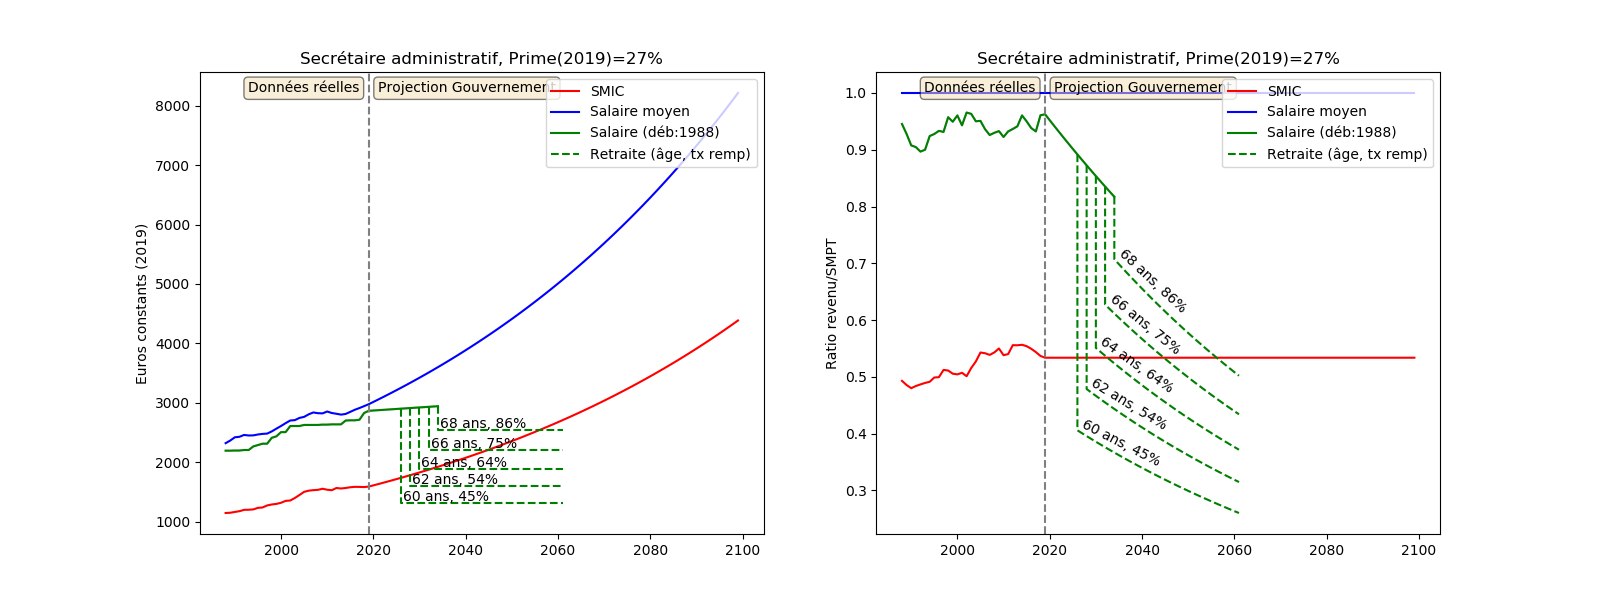 Secrétaire administratif, Prime(2019)=27%
Données réelles
Projection Gouvernement
SMIC
Salaire moyen
Salaire (déb:1988)
Retraite (âge, tx remp)
Euros constants (2019)
8000
7000
6000
5000
4000
3000
2000
1000
68 ans, 86%
66 ans, 75%
64 ans, 64%
62 ans, 54%
60 ans, 45%
2000
2020
2040
2060
2080
2100
Secrétaire administratif, Prime(2019)=27%
Données réelles
Projection Gouvernement
SMIC
Salaire moyen
Salaire (déb:1988)
Retraite (âge, tx remp)
Ratio revenu/SMPT
1.0
0.9
0.8
0.7
0.6
0.5
0.4
0.3
68 ans, 86%
66 ans, 75%
64 ans, 64%
62 ans, 54%
60 ans, 45%
2000
2020
2040
2060
2080
2100